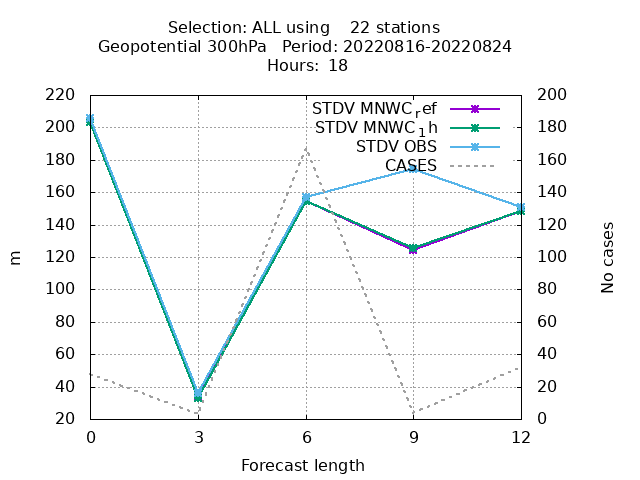 Selection: ALL using    22 stations
Geopotential 300hPa   Period: 20220816-20220824
Hours: 18
220 200
STDV MNWC_ref
200 180
STDV MNWC_1h
STDV OBS
180 160
CASES
160 140
140 120
120 100
100 80
80 60
60 40
40 20
20 0
m
No cases
0 3 6 9 12
Forecast length